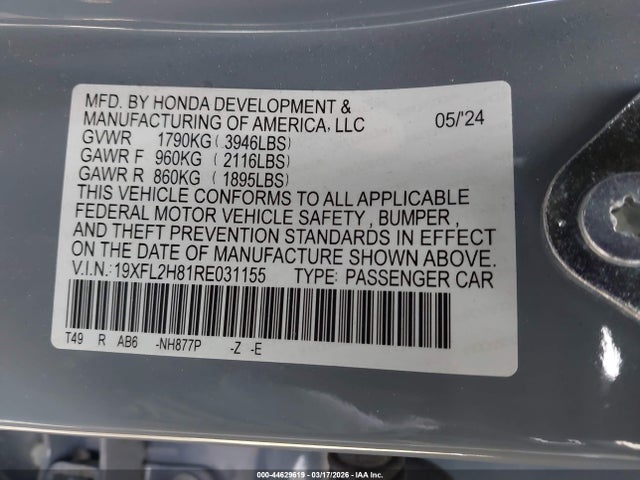 MFD. BY HONDA DEVELOPMENT &
MANUFACTURING OF AMERICA, LLC 05/'24
GVWR 1790KG ( 3946LBS)
GAWR F 960KG ( 2116LBS)
GAWR R 860KG ( 1895LBS)
THIS VEHICLE CONFORMS TO ALL APPLICABLE
FEDERAL MOTOR VEHICLE SAFETY , BUMPER ,
AND THEFT PREVENTION STANDARDS IN EFFECT
ON THE DATE OF MANUFACTURE SHOWN ABOVE.
V.I.N.:19XFL2H81RE031155 TYPE: PASSENGER CAR
T49 R AB6 -NH877P -Z -E
000-44629619 - 03/17/2026 - IAA Inc.